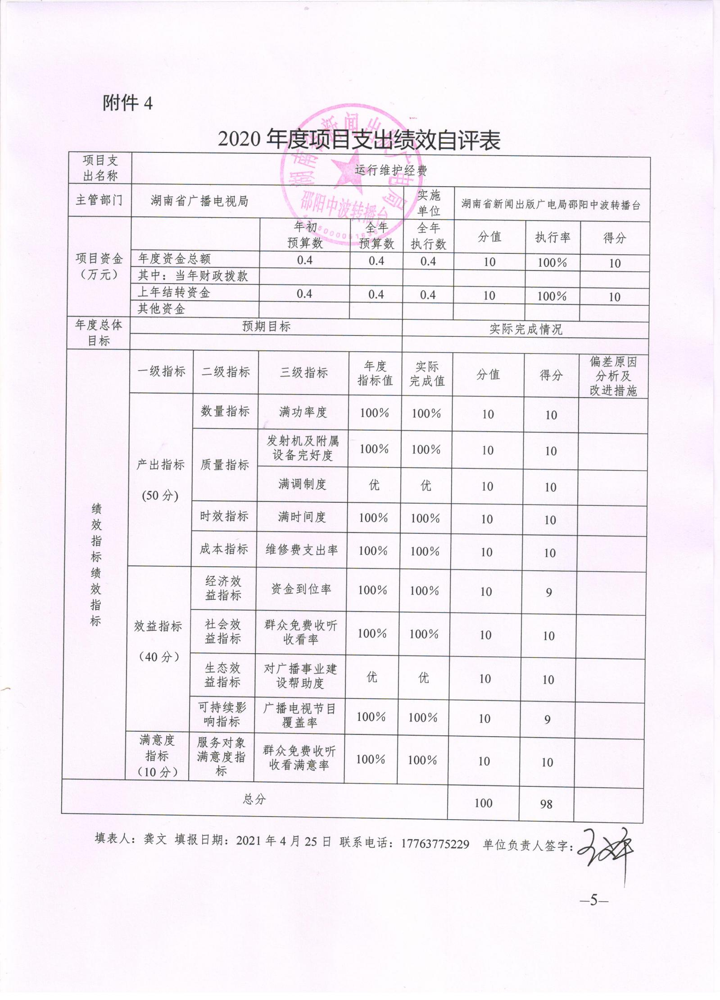 附件 4
湖南省新闻出版广电局
邵阳中波转播台
2020 年度项目支出绩效自评表
项目支出名称 运行维护经费
主管部门 湖南省广播电视局 实施单位 湖南省新闻出版广电局邵阳中波转播台
项目资金（万元） 年初预算数 全年预算数 全年执行数 分值 执行率 得分
年度资金总额 0.4 0.4 0.4 10 100% 10
其中：当年财政拨款
上年结转资金 0.4 0.4 0.4 10 100% 10
其他资金
年度总体目标 预期目标 实际完成情况
绩效指标绩效指标
一级指标 二级指标 三级指标 年度指标值 实际完成值 分值 得分 偏差原因分析及改进措施
产出指标 (50 分) 数量指标 满功率度 100% 100% 10 10
质量指标 发射机及附属设备完好度 100% 100% 10 10
满调制度 优 优 10 10
时效指标 满时间度 100% 100% 10 10
成本指标 维修费支出率 100% 100% 10 10
效益指标（40 分） 经济效益指标 资金到位率 100% 100% 10 9
社会效益指标 群众免费收听收看率 100% 100% 10 10
生态效益指标 对广播事业建设帮助度 优 优 10 10
可持续影响指标 广播电视节目覆盖率 100% 100% 10 9
满意度指标（10 分） 服务对象满意度指标 群众免费收听收看满意率 100% 100% 10 10
总分 100 98
填表人：龚文 填报日期：2021 年 4 月 25 日 联系电话：17763775229 单位负责人签字：
—5—